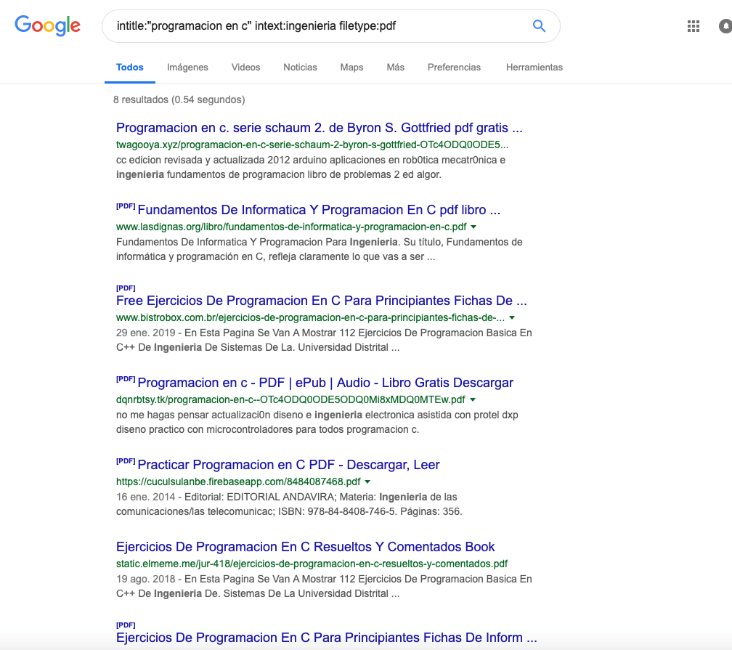 Google
intitle:"programacion en c" intext:ingenieria filetype:pdf
Todos Imágenes Videos Noticias Maps Más Preferencias Herramientas
8 resultados (0.54 segundos)
Programacion en c. serie schaum 2. de Byron S. Gottfried pdf gratis ...
twagooya.xyz/programacion-en-c-serie-schaum-2-byron-s-gottfried-OTc4ODQ0ODE5...
cc edicion revisada y actualizada 2012 arduino aplicaciones en rob0tica mecatr0nica e
ingenieria fundamentos de programacion libro de problemas 2 ed algor.
[PDF] Fundamentos De Informatica Y Programacion En C pdf libro ...
www.lasdignas.org/libro/fundamentos-de-informatica-y-programacion-en-c.pdf
Fundamentos De Informatica Y Programacion Para Ingenieria. Su título, Fundamentos de
informática y programación en C, refleja claramente lo que vas a ser ...
[PDF]
Free Ejercicios De Programacion En C Para Principiantes Fichas De ...
www.bistrobox.com.br/ejercicios-de-programacion-en-c-para-principiantes-fichas-de-...
29 ene. 2019 - En Esta Pagina Se Van A Mostrar 112 Ejercicios De Programacion Basica En
C++ De Ingenieria De Sistemas De La. Universidad Distrital ...
[PDF] Programacion en c - PDF | ePub | Audio - Libro Gratis Descargar
dqnrbtsy.tk/programacion-en-c--OTc4ODQ0ODE5ODQ0Mi8xMDQ0MTEw.pdf
no me hagas pensar actualizaci0n diseno e ingenieria electronica asistida con protel dxp
diseno practico con microcontroladores para todos programacion c.
[PDF] Practicar Programacion en C PDF - Descargar, Leer
https://cuculsulanbe.firebaseapp.com/8484087468.pdf
16 ene. 2014 - Editorial: EDITORIAL ANDAVIRA; Materia: Ingenieria de las
comunicaciones/las telecomunicac; ISBN: 978-84-8408-746-5. Páginas: 356.
Ejercicios De Programacion En C Resueltos Y Comentados Book
static.elmeme.me/jur-418/ejercicios-de-programacion-en-c-resueltos-y-comentados.pdf
19 ago. 2018 - En Esta Pagina Se Van A Mostrar 112 Ejercicios De Programacion Basica En
C++ De Ingenieria De. Sistemas De La Universidad Distrital ...
[PDF]
Ejercicios De Programacion En C Para Principiantes Fichas De Inform ...